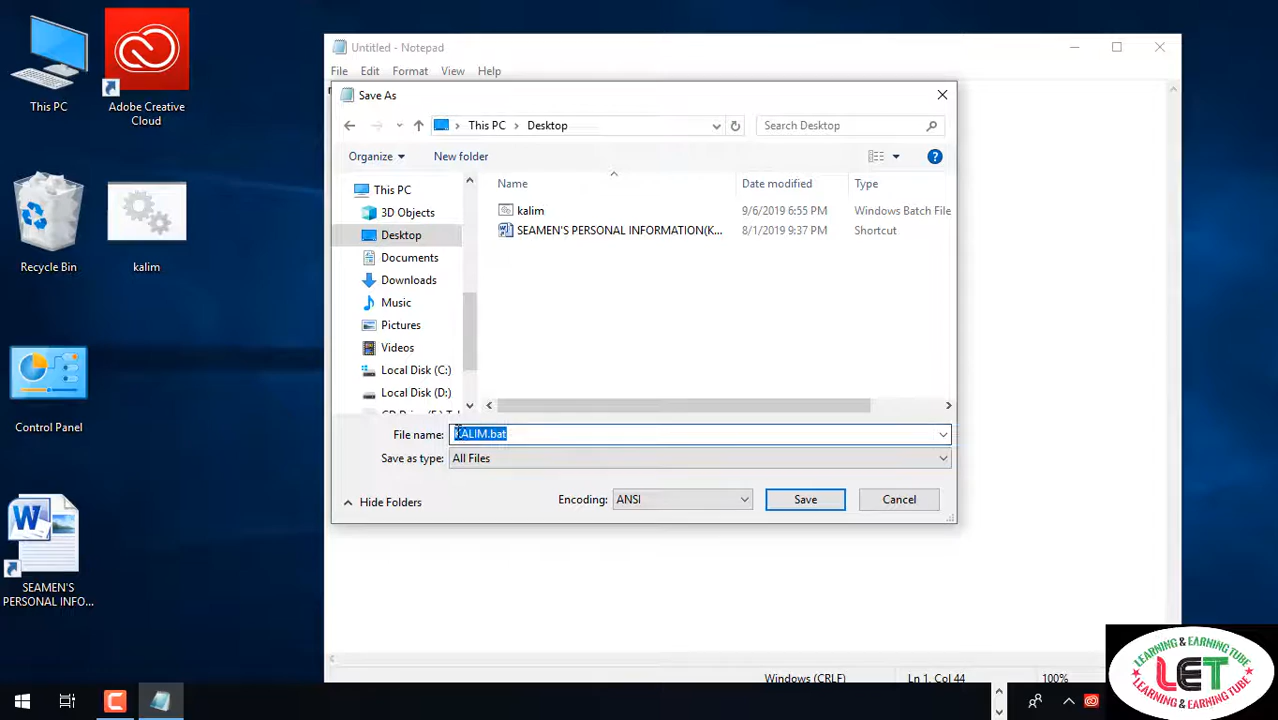 This PC
Adobe Creative
Cloud
Recycle Bin
kalim
Control Panel
SEAMEN'S
PERSONAL INFO...
Untitled - Notepad
File Edit Format View Help
Save As
This PC > Desktop
Search Desktop
Organize
New folder
Name
Date modified
Type
This PC
3D Objects
Desktop
Documents
Downloads
Music
Pictures
Videos
Local Disk (C:)
Local Disk (D:)
kalim 9/6/2019 6:55 PM Windows Batch File
SEAMEN'S PERSONAL INFORMATION(K... 8/1/2019 9:37 PM Shortcut
File name: KALIM.bat
Save as type: All Files
Hide Folders
Encoding: ANSI
Save
Cancel
Windows (CRLF) Ln 1, Col 44 100%
LEARNING & EARNING TUBE
LET
LEARNING & EARNING TUBE